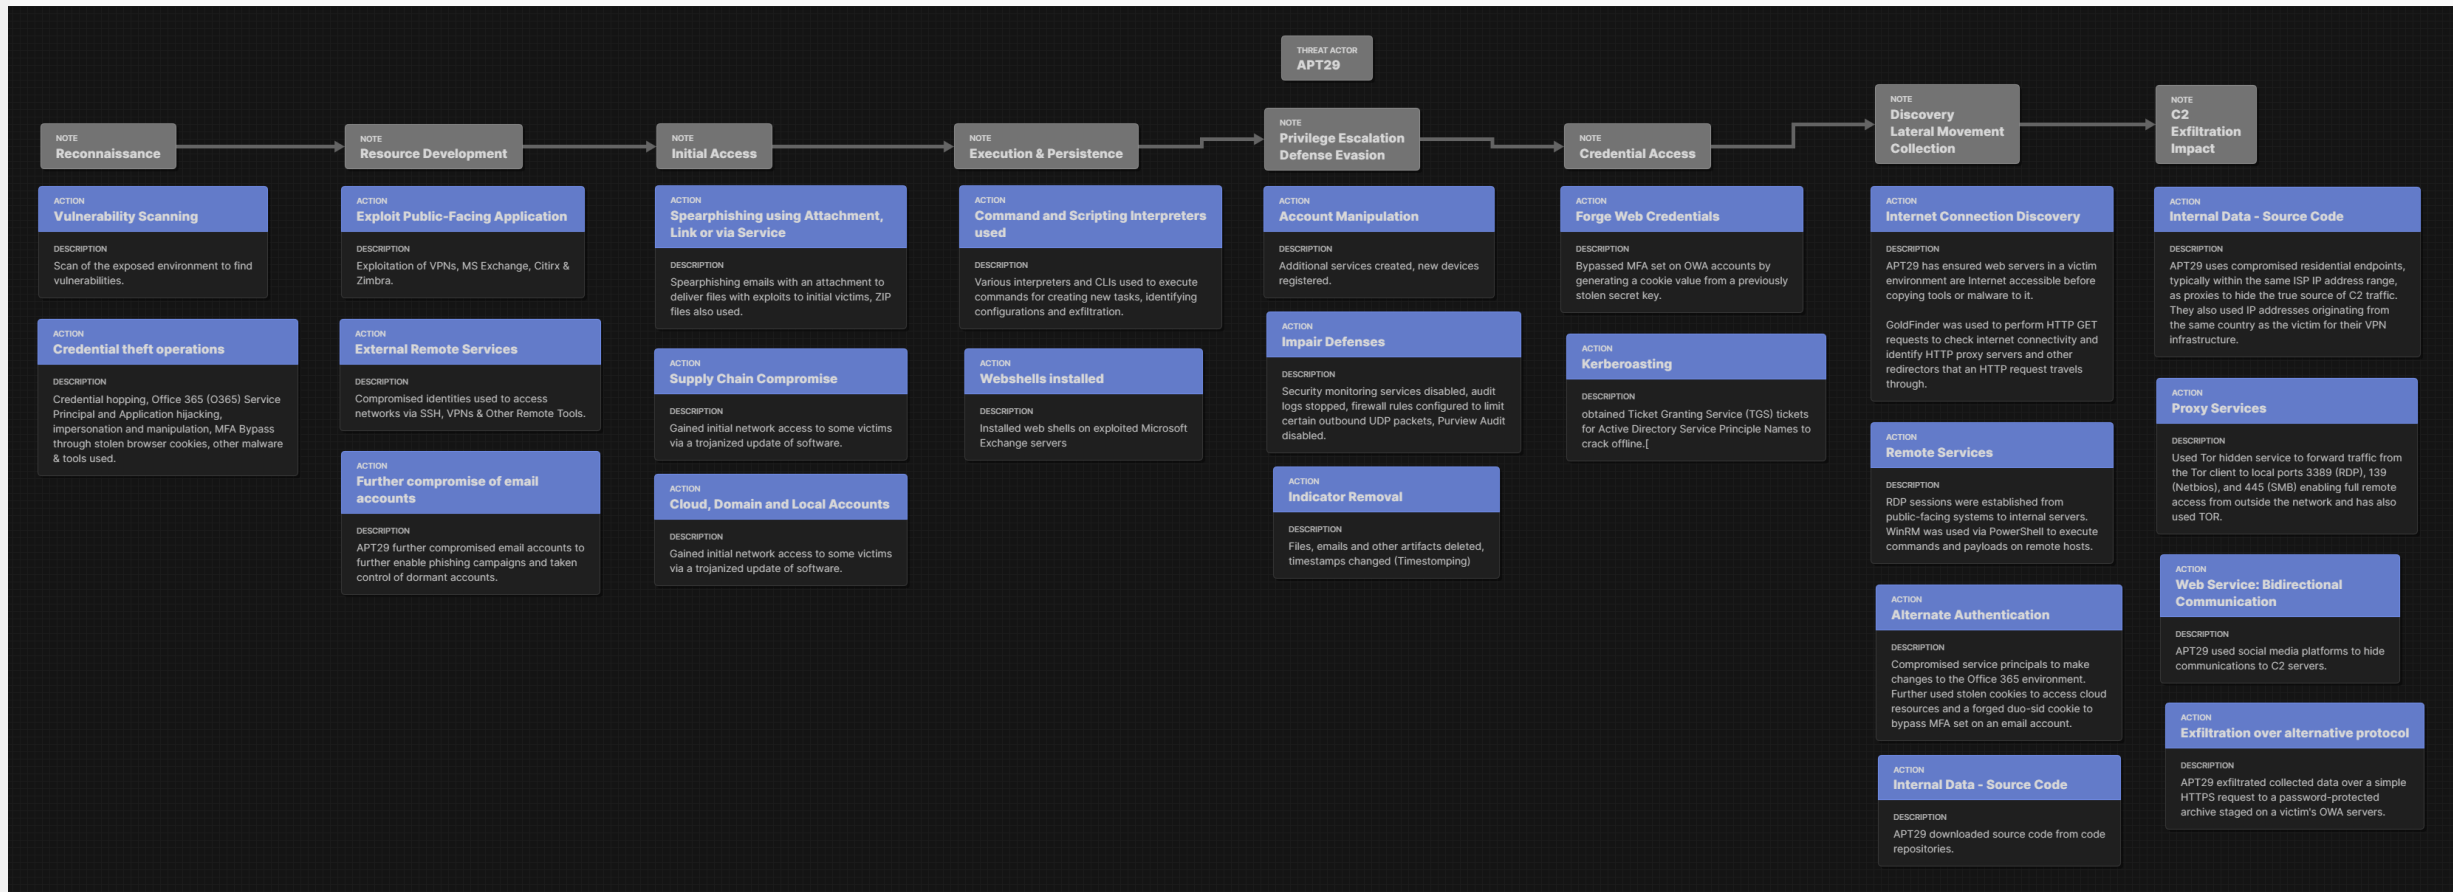 THREAT ACTOR
APT29
NOTE
Reconnaissance
ACTION
Vulnerability Scanning
DESCRIPTION
Scan of the exposed environment to find
vulnerabilities.
ACTION
Credential theft operations
DESCRIPTION
Credential hopping, Office 365 (O365) Service
Principal and Application hijacking,
impersonation and manipulation, MFA Bypass
through stolen browser cookies, other malware
& tools used.
NOTE
Resource Development
ACTION
Exploit Public-Facing Application
DESCRIPTION
Exploitation of VPNs, MS Exchange, Citirx &
Zimbra.
ACTION
External Remote Services
DESCRIPTION
Compromised identities used to access
networks via SSH, VPNs & Other Remote Tools.
ACTION
Further compromise of email
accounts
DESCRIPTION
APT29 further compromised email accounts to
further enable phishing campaigns and taken
control of dormant accounts.
NOTE
Initial Access
ACTION
Spearphishing using Attachment,
Link or via Service
DESCRIPTION
Spearphishing emails with an attachment to
deliver files with exploits to initial victims, ZIP
files also used.
ACTION
Supply Chain Compromise
DESCRIPTION
Gained initial network access to some victims
via a trojanized update of software.
ACTION
Cloud, Domain and Local Accounts
DESCRIPTION
Gained initial network access to some victims
via a trojanized update of software.
NOTE
Execution & Persistence
ACTION
Command and Scripting Interpreters
used
DESCRIPTION
Various interpreters and CLIs used to execute
commands for creating new tasks, identifying
configurations and exfiltration.
ACTION
Webshells installed
DESCRIPTION
Installed web shells on exploited Microsoft
Exchange servers
NOTE
Privilege Escalation
Defense Evasion
ACTION
Account Manipulation
DESCRIPTION
Additional services created, new devices
registered.
ACTION
Impair Defenses
DESCRIPTION
Security monitoring services disabled, audit
logs stopped, firewall rules configured to limit
certain outbound UDP packets, Purview Audit
disabled.
ACTION
Indicator Removal
DESCRIPTION
Files, emails and other artifacts deleted,
timestamps changed (Timestomping)
NOTE
Credential Access
ACTION
Forge Web Credentials
DESCRIPTION
Bypassed MFA set on OWA accounts by
generating a cookie value from a previously
stolen secret key.
ACTION
Kerberoasting
DESCRIPTION
obtained Ticket Granting Service (TGS) tickets
for Active Directory Service Principle Names to
crack offline.[
NOTE
Discovery
Lateral Movement
Collection
ACTION
Internet Connection Discovery
DESCRIPTION
APT29 has ensured web servers in a victim
environment are Internet accessible before
copying tools or malware to it.
GoldFinder was used to perform HTTP GET
requests to check internet connectivity and
identify HTTP proxy servers and other
redirectors that an HTTP request travels
through.
ACTION
Remote Services
DESCRIPTION
RDP sessions were established from
public-facing systems to internal servers.
WinRM was used via PowerShell to execute
commands and payloads on remote hosts.
ACTION
Alternate Authentication
DESCRIPTION
Compromised service principals to make
changes to the Office 365 environment.
Further used stolen cookies to access cloud
resources and a forged duo-sid cookie to
bypass MFA set on an email account.
ACTION
Internal Data - Source Code
DESCRIPTION
APT29 downloaded source code from code
repositories.
NOTE
C2
Exfiltration
Impact
ACTION
Internal Data - Source Code
DESCRIPTION
APT29 uses compromised residential endpoints,
typically within the same ISP IP address range,
as proxies to hide the true source of C2 traffic.
They also used IP addresses originating from
the same country as the victim for their VPN
infrastructure.
ACTION
Proxy Services
DESCRIPTION
Used Tor hidden service to forward traffic from
the Tor client to local ports 3389 (RDP), 139
(Netbios), and 445 (SMB) enabling full remote
access from outside the network and has also
used TOR.
ACTION
Web Service: Bidirectional
Communication
DESCRIPTION
APT29 used social media platforms to hide
communications to C2 servers.
ACTION
Exfiltration over alternative protocol
DESCRIPTION
APT29 exfiltrated collected data over a simple
HTTPS request to a password-protected
archive staged on a victim's OWA servers.